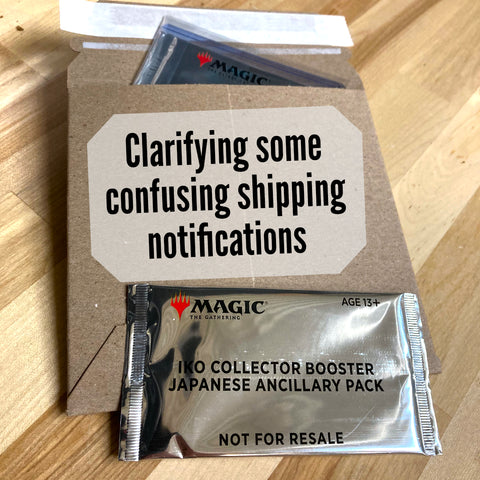 MAGIC
Clarifying some
confusing shipping
notifications
MAGIC
THE GATHERING
AGE 13+
IKO COLLECTOR BOOSTER
JAPANESE ANCILLARY PACK
NOT FOR RESALE